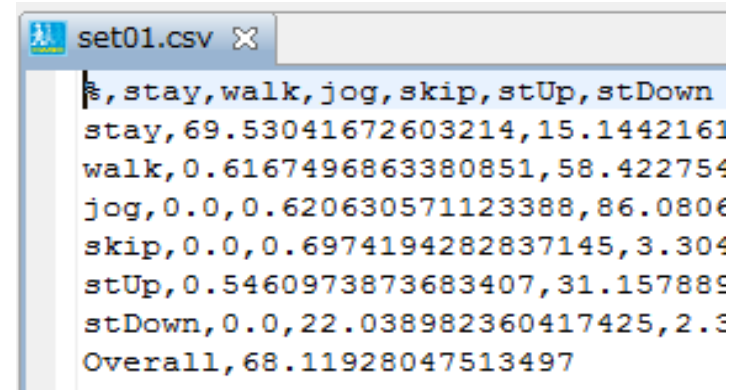 set01.csv
%,stay,walk,jog,skip,stUp,stDown
stay,69.53041672603214,15.1442161
walk,0.6167496863380851,58.422754
jog,0.0,0.620630571123388,86.0806
skip,0.0,0.6974194282837145,3.304
stUp,0.5460973873683407,31.157889
stDown,0.0,22.038982360417425,2.3
Overall,68.11928047513497